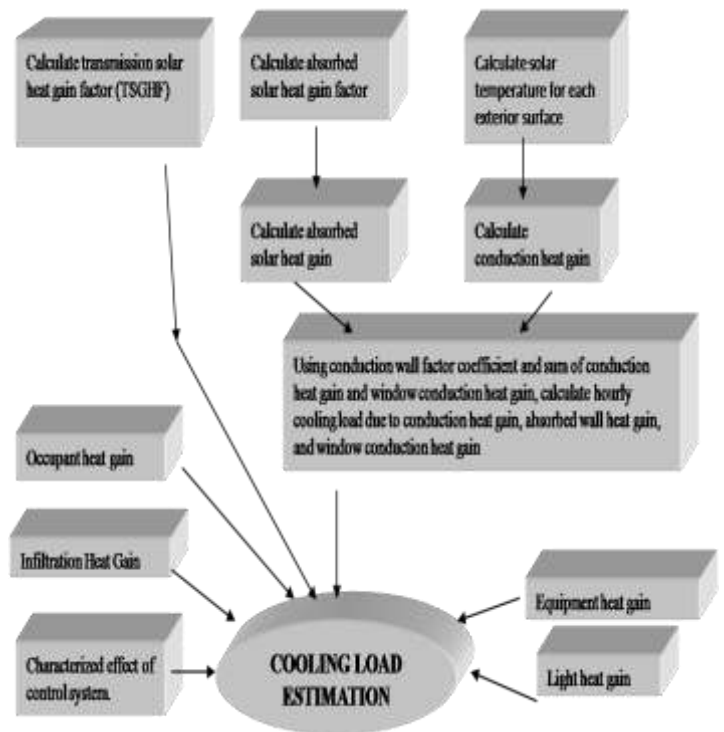 Calculate transmission solar
heat gain factor (TSGHF)
Calculate absorbed
solar heat gain factor
Calculate solar
temperature for each
exterior surface
Calculate absorbed
solar heat gain
Calculate
conduction heat gain
Using conduction wall factor coefficient and sum of conduction
heat gain and window conduction heat gain, calculate hourly
cooling load due to conduction heat gain, absorbed wall heat gain,
and window conduction heat gain
Occupant heat gain
Infiltration Heat Gain
Characterized effect of
control system.
COOLING LOAD
ESTIMATION
Equipment heat gain
Light heat gain